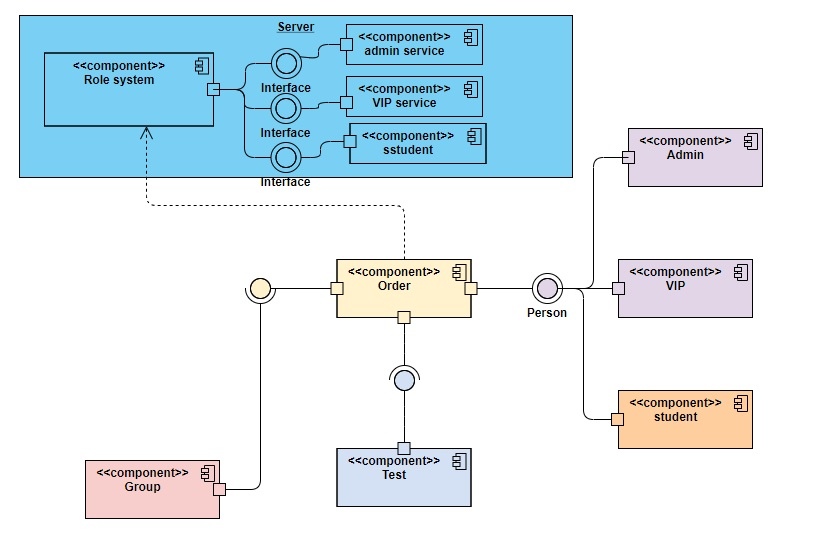 Server
<<component>>
Role system
Interface
<<component>>
admin service
Interface
<<component>>
VIP service
Interface
<<component>>
sstudent
<<component>>
Admin
<<component>>
Order
Person
<<component>>
VIP
<<component>>
student
<<component>>
Group
<<component>>
Test